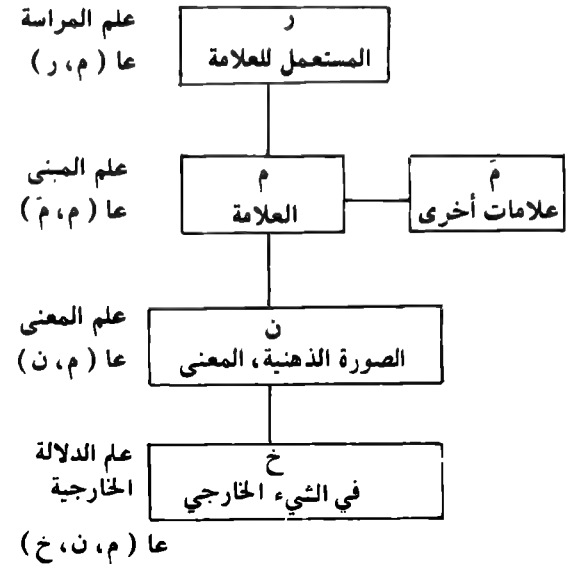 علم المراسة
عا ( م، ر )
ر
المستعمل للعلامة
علم المبنى
عا ( م، مَ )
م
العلامة
مَ
علامات أخرى
علم المعنى
عا ( م، ن )
ن
الصورة الذهنية، المعنى
علم الدلالة
الخارجية
خ
في الشيء الخارجي
عا ( م، ن، خ )